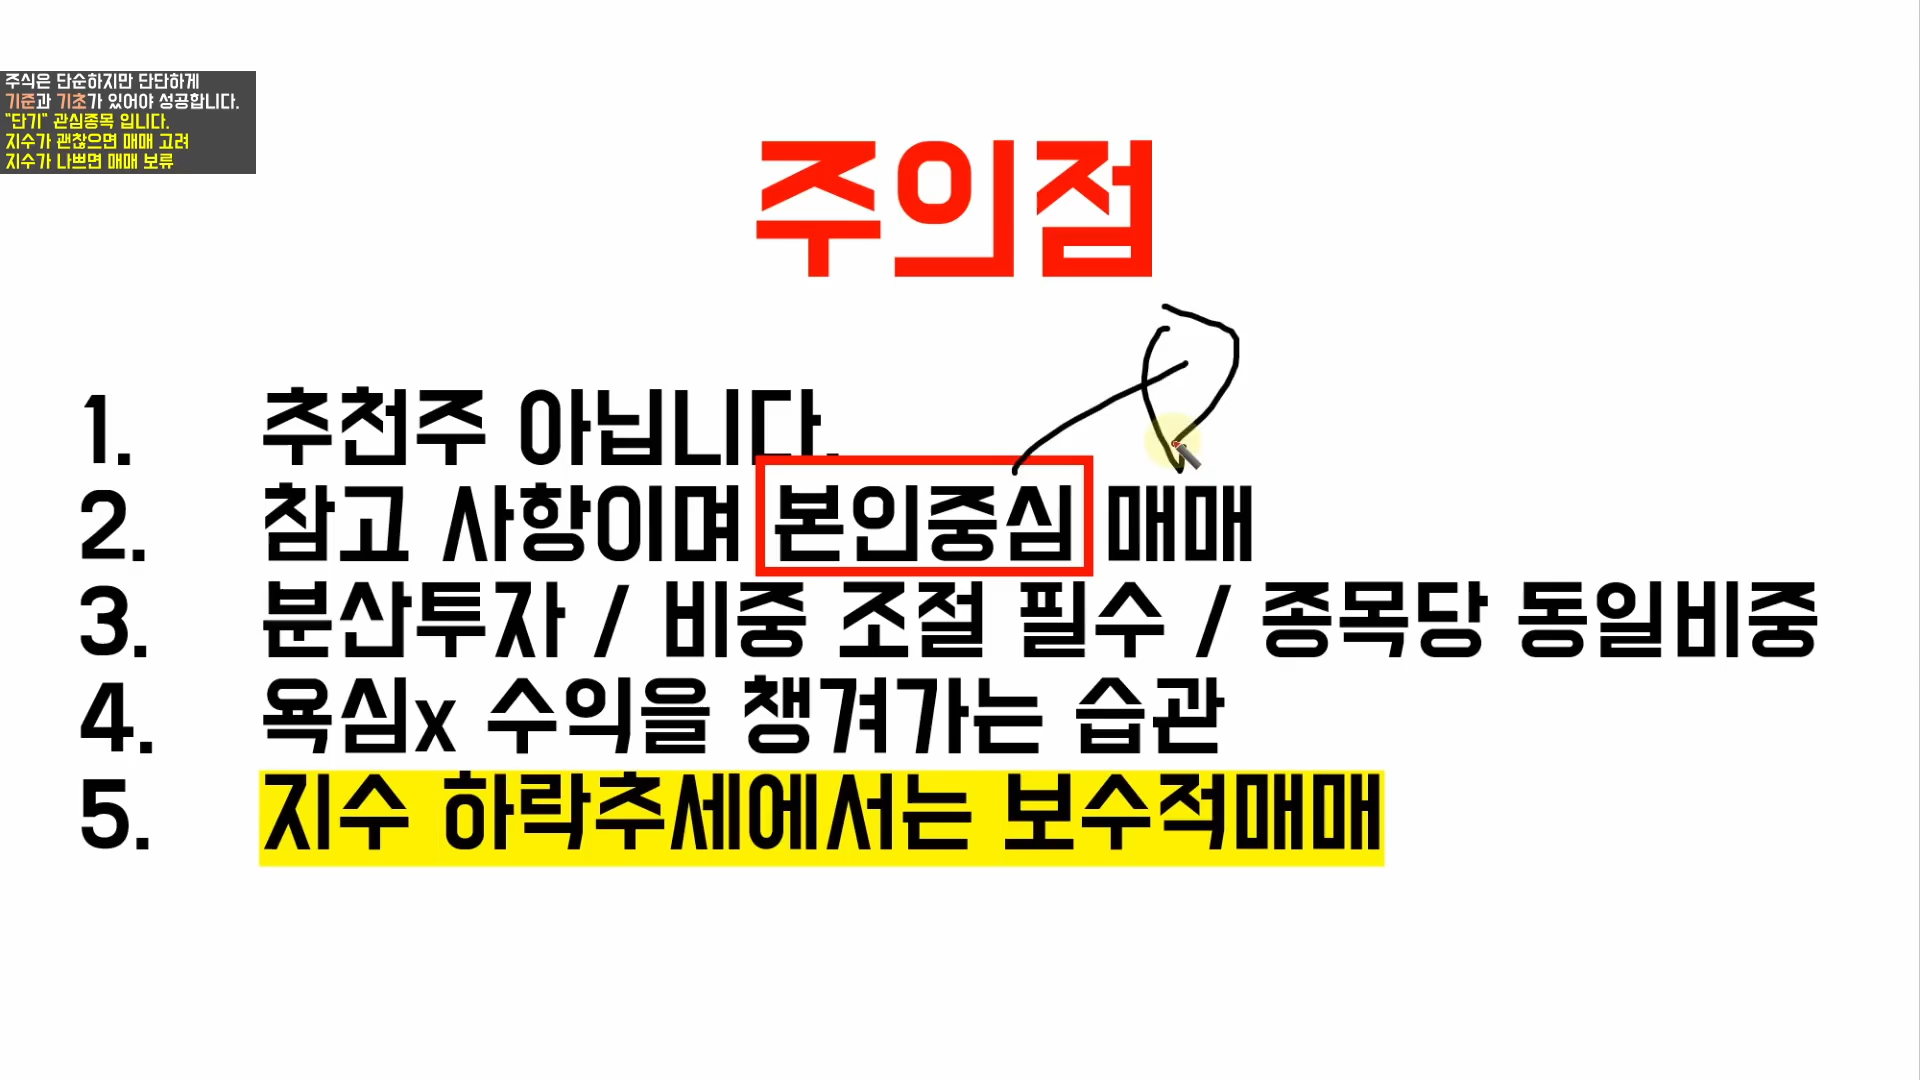 주식은 단순하지만 단단하게
기준과 기초가 있어야 성공합니다.
"단기" 관심종목 입니다.
지수가 괜찮으면 매매 고려
지수가 나쁘면 매매 보류
주의점
1. 추천주 아닙니다.
2. 참고 사항이며 본인중심 매매
3. 분산투자 / 비중 조절 필수 / 종목당 동일비중
4. 욕심x 수익을 챙겨가는 습관
5. 지수 하락추세에서는 보수적매매